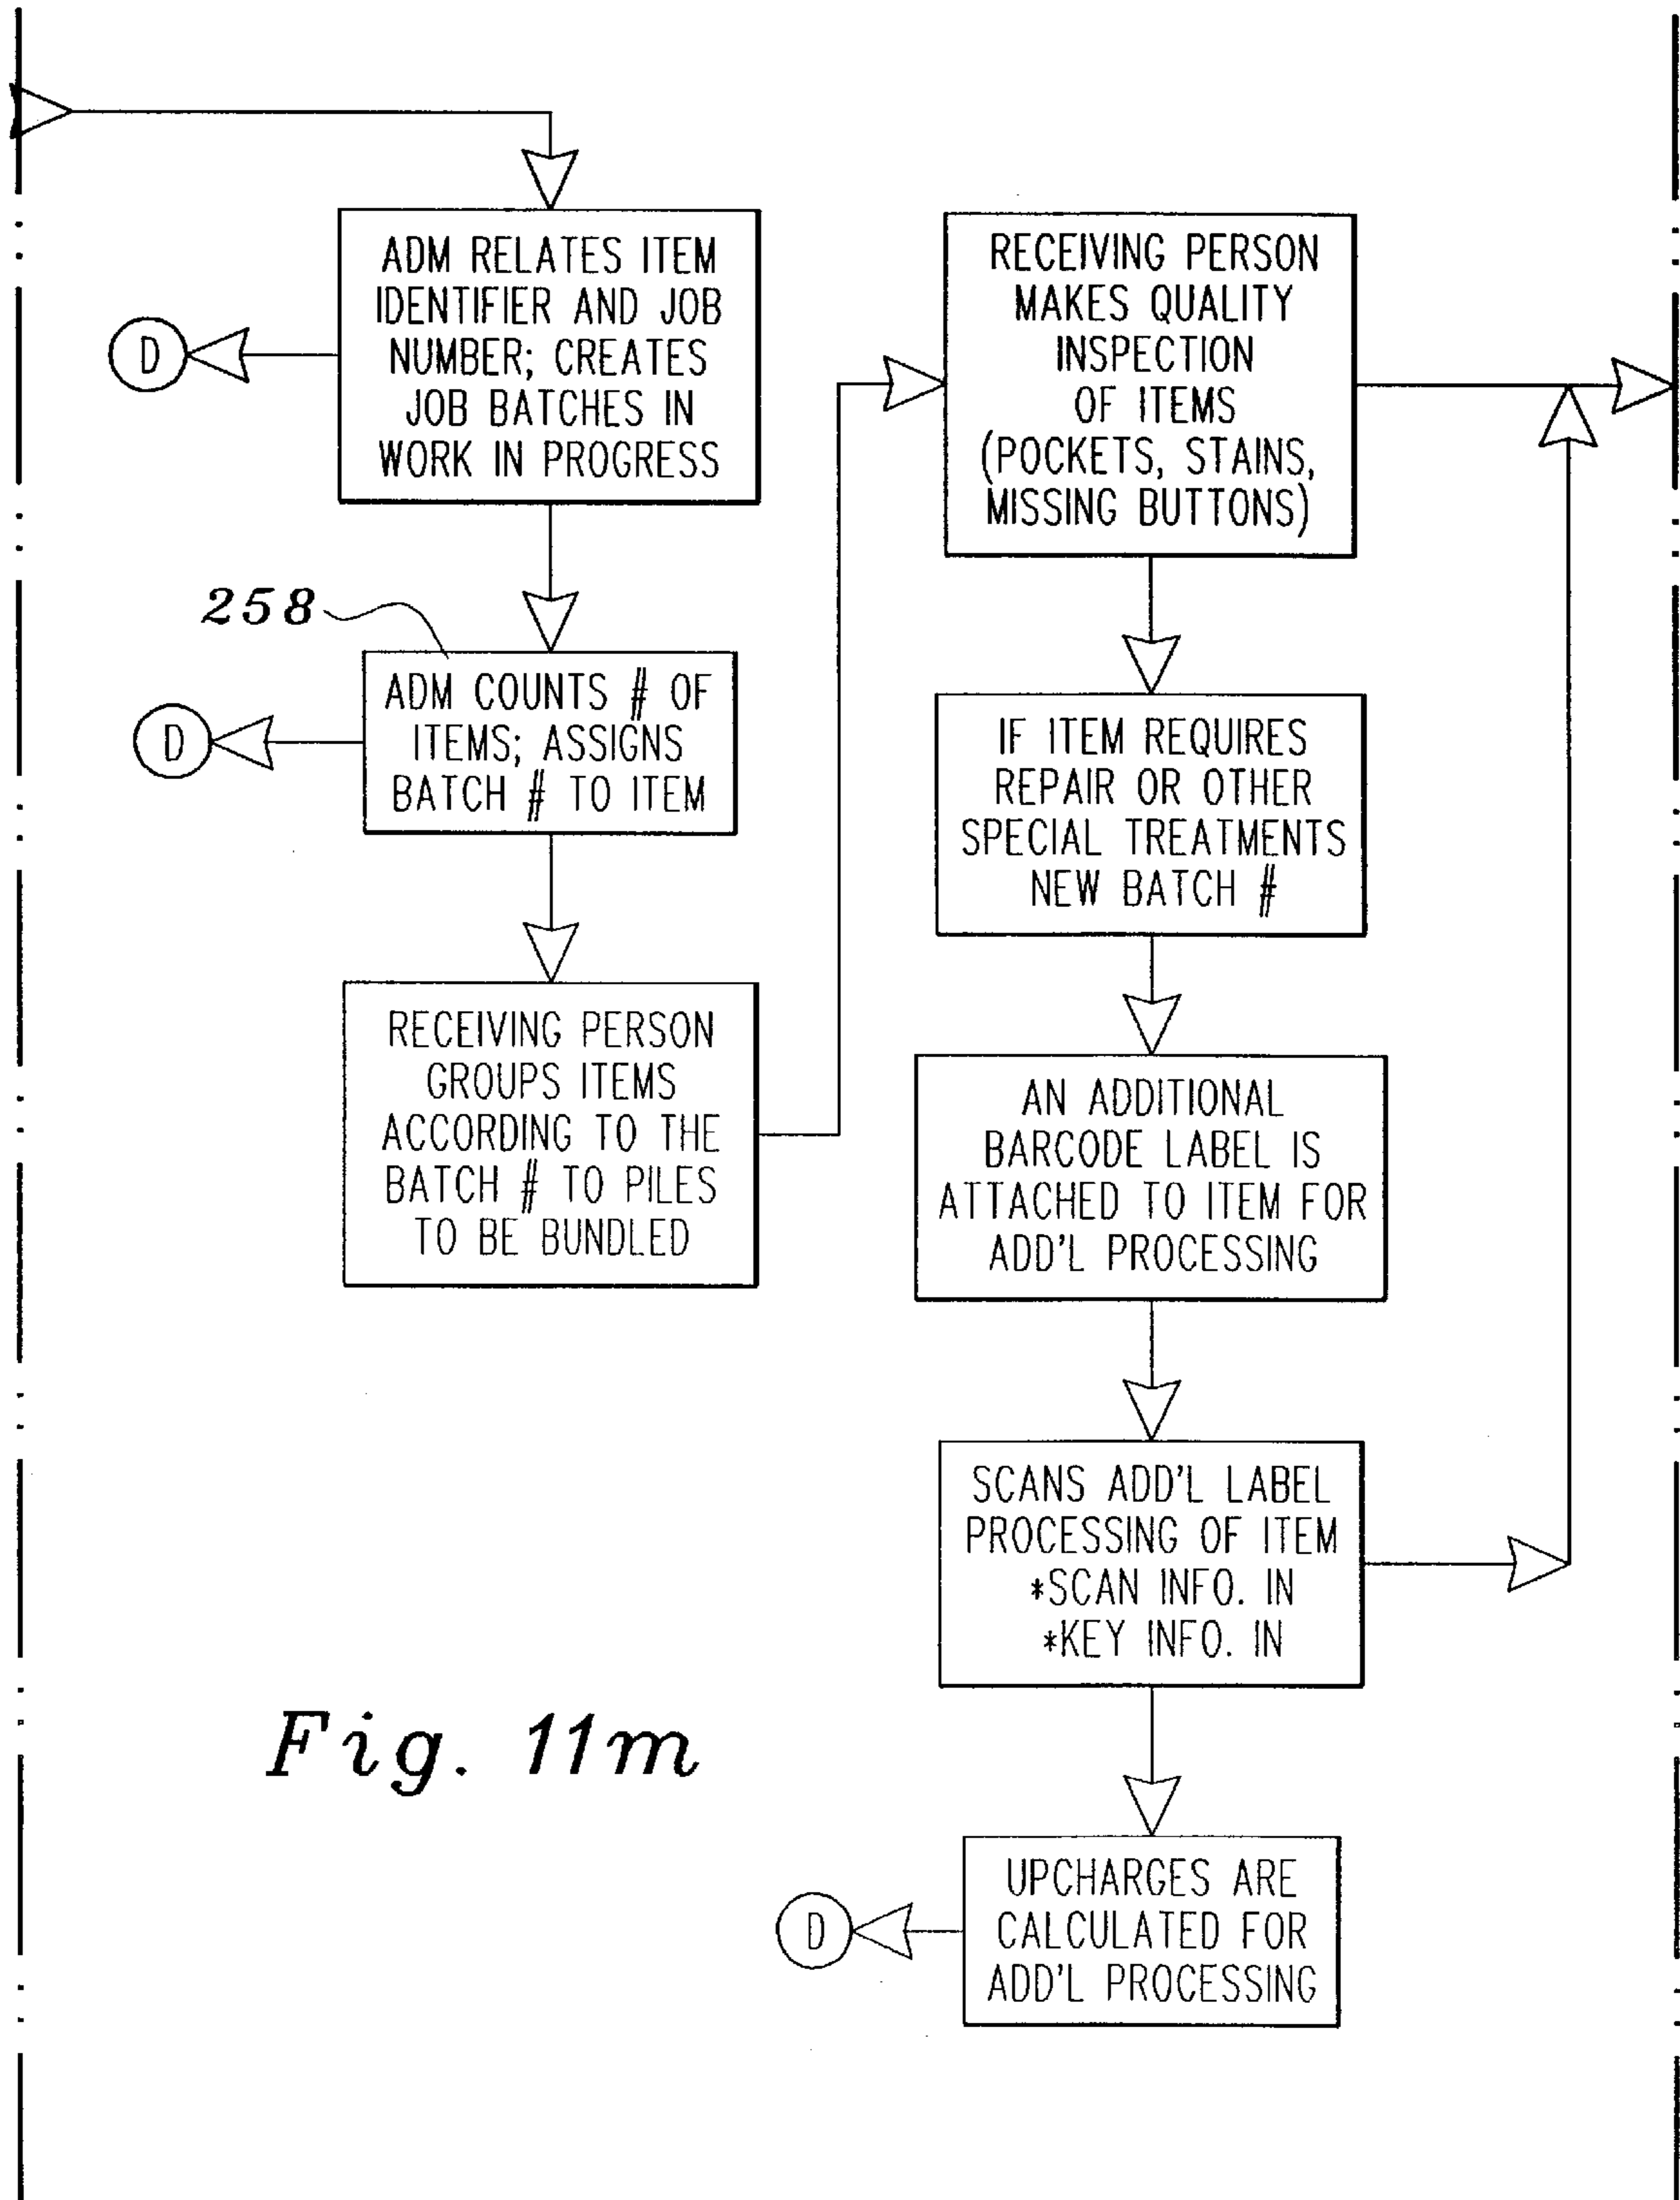 ADM RELATES ITEM
IDENTIFIER AND JOB
NUMBER; CREATES
JOB BATCHES IN
WORK IN PROGRESS
D
258
ADM COUNTS # OF
ITEMS; ASSIGNS
BATCH # TO ITEM
D
RECEIVING PERSON
GROUPS ITEMS
ACCORDING TO THE
BATCH # TO PILES
TO BE BUNDLED
RECEIVING PERSON
MAKES QUALITY
INSPECTION
OF ITEMS
(POCKETS, STAINS,
MISSING BUTTONS)
IF ITEM REQUIRES
REPAIR OR OTHER
SPECIAL TREATMENTS
NEW BATCH #
AN ADDITIONAL
BARCODE LABEL IS
ATTACHED TO ITEM FOR
ADD'L PROCESSING
SCANS ADD'L LABEL
PROCESSING OF ITEM
*SCAN INFO. IN
*KEY INFO. IN
UPCHARGES ARE
CALCULATED FOR
ADD'L PROCESSING
D
Fig. 11m